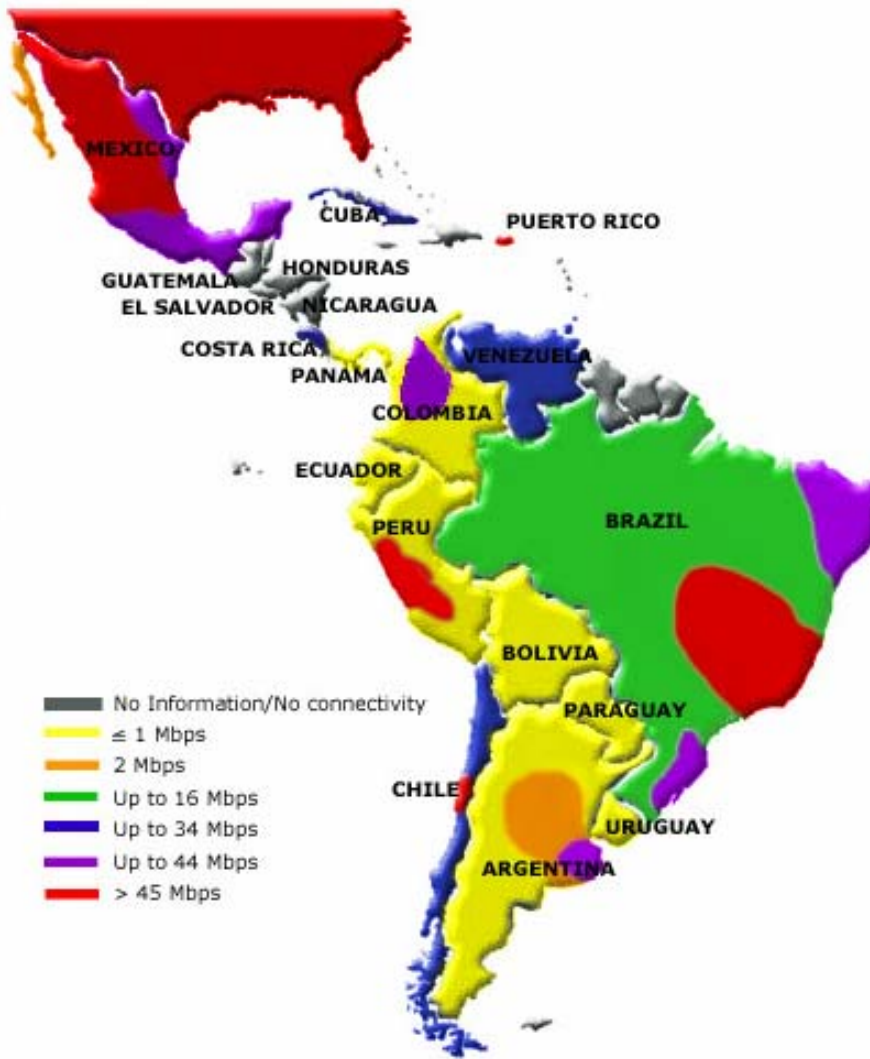 MEXICO
CUBA
PUERTO RICO
HONDURAS
GUATEMALA
EL SALVADOR
NICARAGUA
COSTA RICA
VENEZUELA
PANAMA
COLOMBIA
ECUADOR
BRAZIL
PERU
BOLIVIA
PARAGUAY
CHILE
URUGUAY
ARGENTINA
No Information/No connectivity
≤ 1 Mbps
2 Mbps
Up to 16 Mbps
Up to 34 Mbps
Up to 44 Mbps
> 45 Mbps